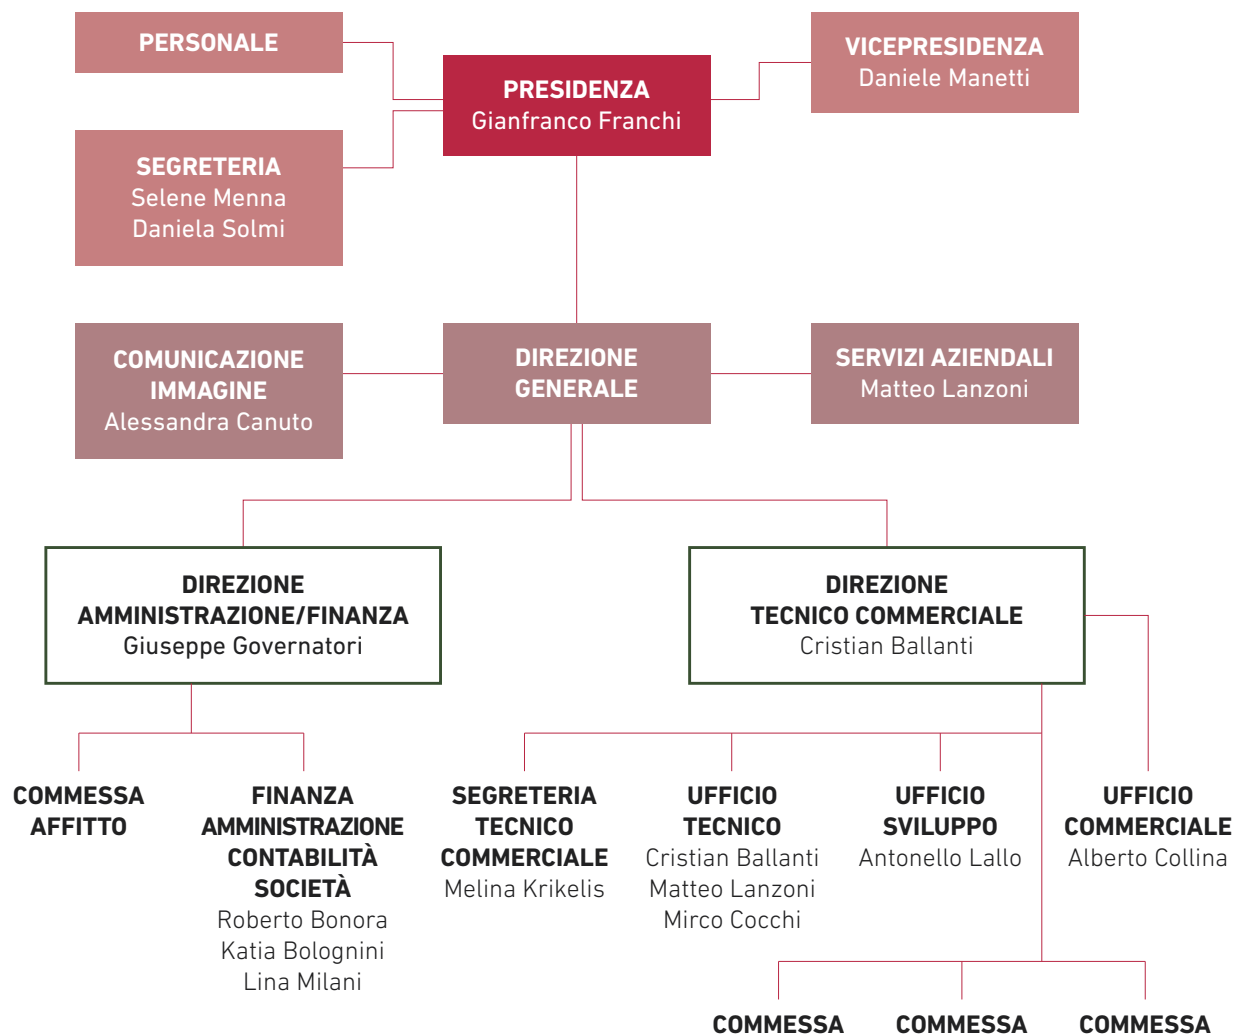 PERSONALE
PRESIDENZA
Gianfranco Franchi
VICEPRESIDENZA
Daniele Manetti
SEGRETERIA
Selene Menna
Daniela Solmi
COMUNICAZIONE
IMMAGINE
Alessandra Canuto
DIREZIONE
GENERALE
SERVIZI AZIENDALI
Matteo Lanzoni
DIREZIONE
AMMINISTRAZIONE/FINANZA
Giuseppe Governatori
DIREZIONE
TECNICO COMMERCIALE
Cristian Ballanti
COMMESSA
AFFITTO
FINANZA
AMMINISTRAZIONE
CONTABILITÀ
SOCIETÀ
Roberto Bonora
Katia Bolognini
Lina Milani
SEGRETERIA
TECNICO
COMMERCIALE
Melina Krikelis
UFFICIO
TECNICO
Cristian Ballanti
Matteo Lanzoni
Mirco Cocchi
UFFICIO
SVILUPPO
Antonello Lallo
UFFICIO
COMMERCIALE
Alberto Collina
COMMESSA
COMMESSA
COMMESSA